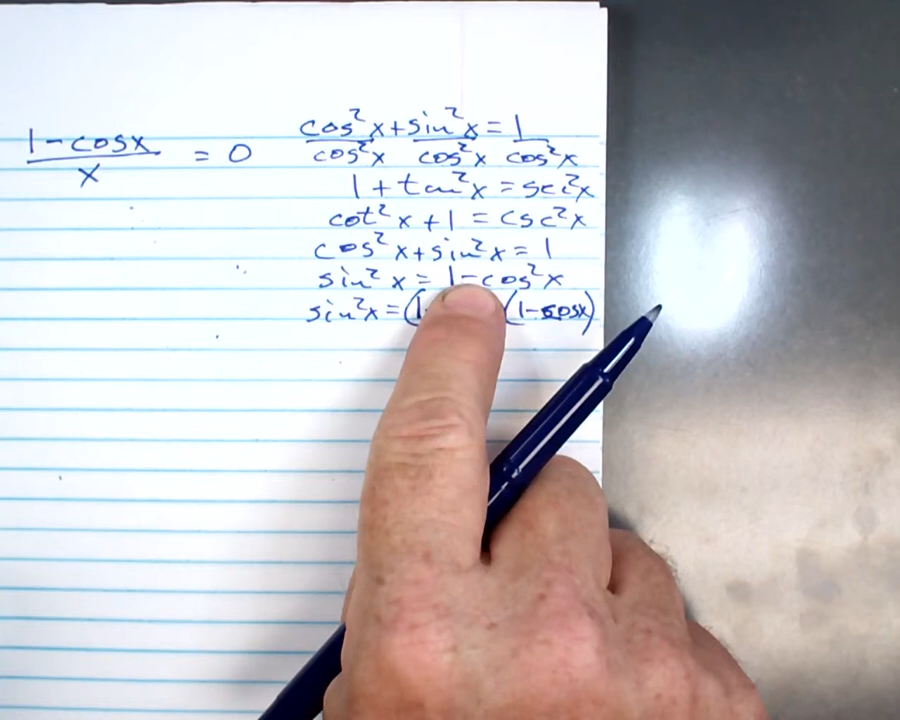 1-cosx
x
= 0
cos²x+sin²x=1
cos²x cos²x cos²x
1+tan²x=sec²x
cot²x+1=csc²x
cos²x+sin²x=1
sin²x=1-cos²x
sin²x=(1 (1-cosx)